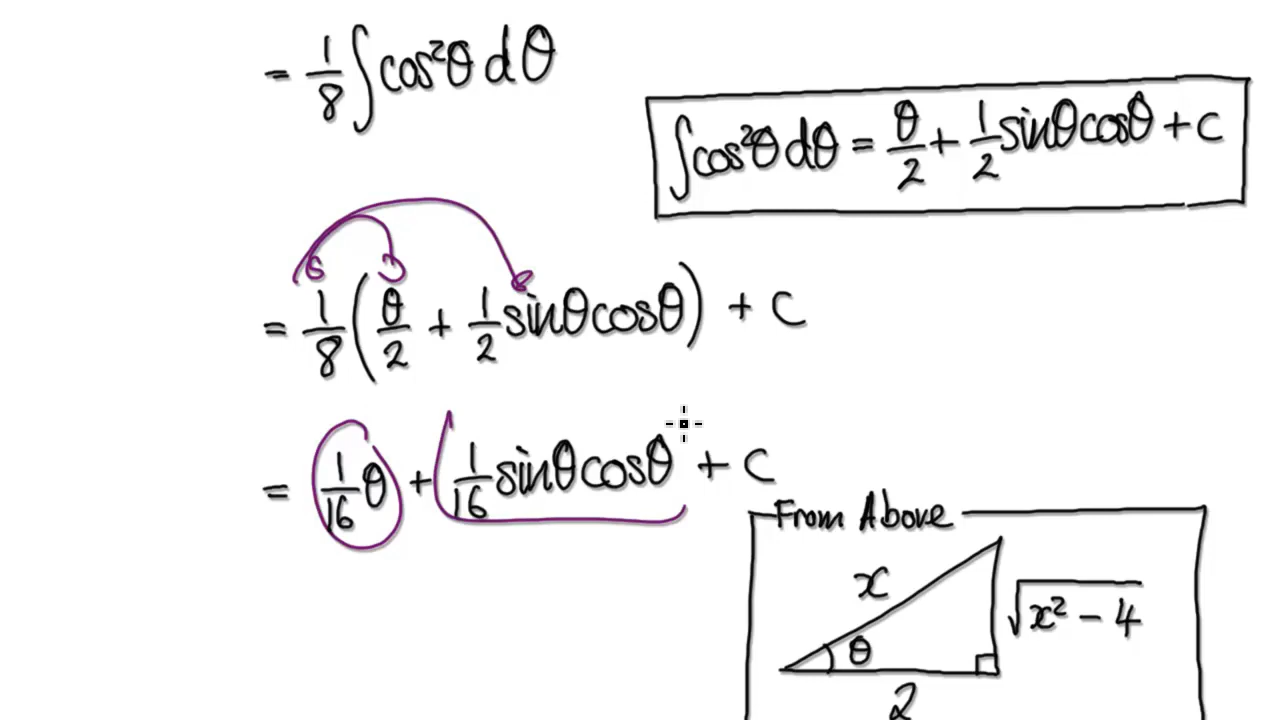 = 1/8 ∫ cos²θ dθ
∫cos²θ dθ = θ/2 + 1/2 sinθcosθ + C
= 1/8 (θ/2 + 1/2 sinθcosθ) + C
= 1/16 θ + 1/16 sinθcosθ + C
From Above
x
√(x² − 4)
θ
2